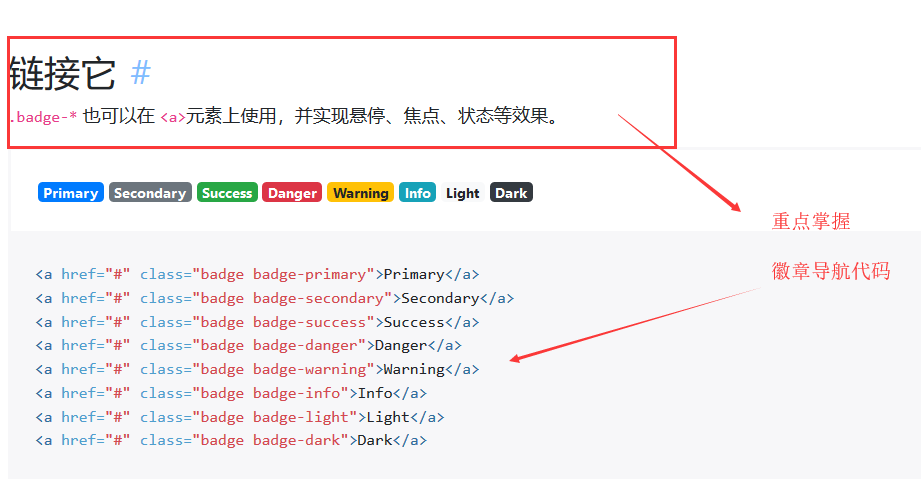 链接它 #
.badge-* 也可以在 <a>元素上使用，并实现悬停、焦点、状态等效果。
Primary Secondary Success Danger Warning Info Light Dark
重点掌握
徽章导航代码
<a href="#" class="badge badge-primary">Primary</a>
<a href="#" class="badge badge-secondary">Secondary</a>
<a href="#" class="badge badge-success">Success</a>
<a href="#" class="badge badge-danger">Danger</a>
<a href="#" class="badge badge-warning">Warning</a>
<a href="#" class="badge badge-info">Info</a>
<a href="#" class="badge badge-light">Light</a>
<a href="#" class="badge badge-dark">Dark</a>